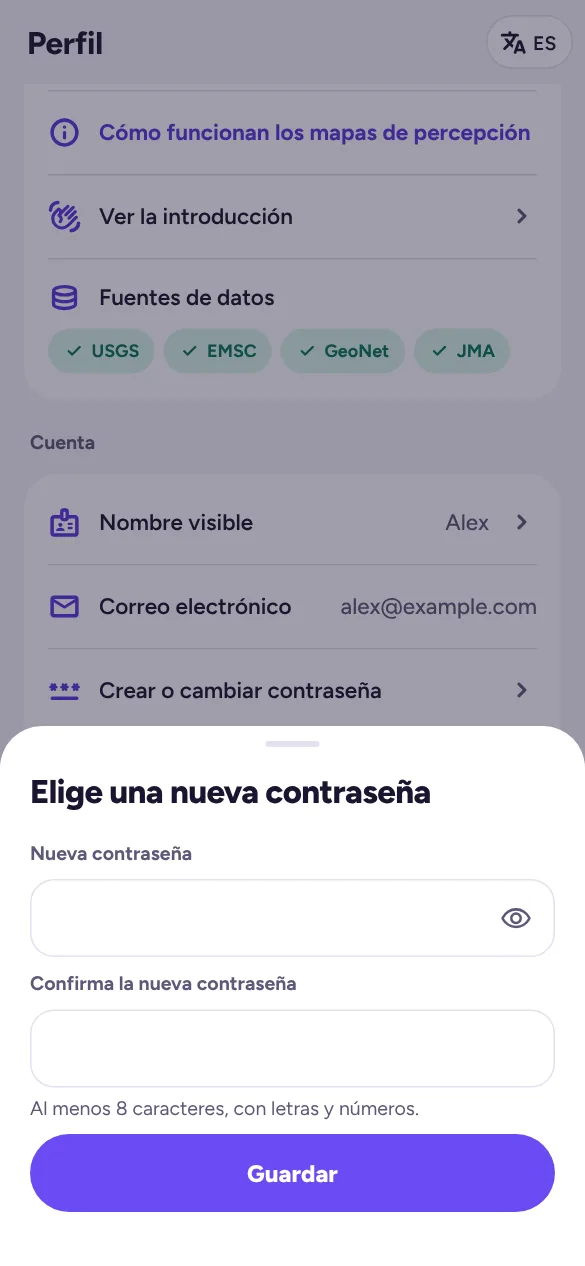 Perfil
ES
Cómo funcionan los mapas de percepción
Ver la introducción
Fuentes de datos
USGS
EMSC
GeoNet
JMA
Cuenta
Nombre visible
Alex
Correo electrónico
alex@example.com
Crear o cambiar contraseña
Elige una nueva contraseña
Nueva contraseña
Confirma la nueva contraseña
Al menos 8 caracteres, con letras y números.
Guardar